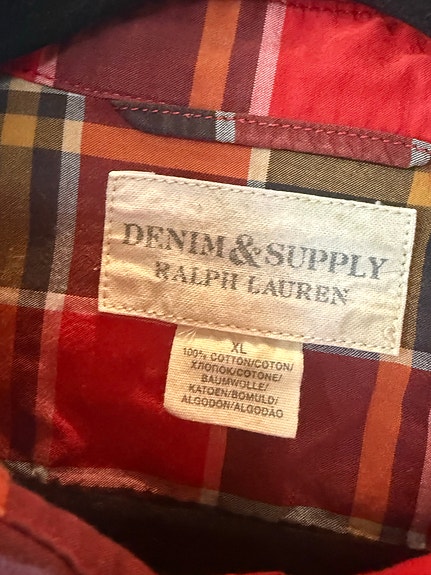 DENIM & SUPPLY
RALPH LAUREN
XL
100% COTTON/COTON/
ХЛОПОК/COTONE/
BAUMWOLLE/
KATOEN/BOMULD/
ALGODÓN/ALGODÃO